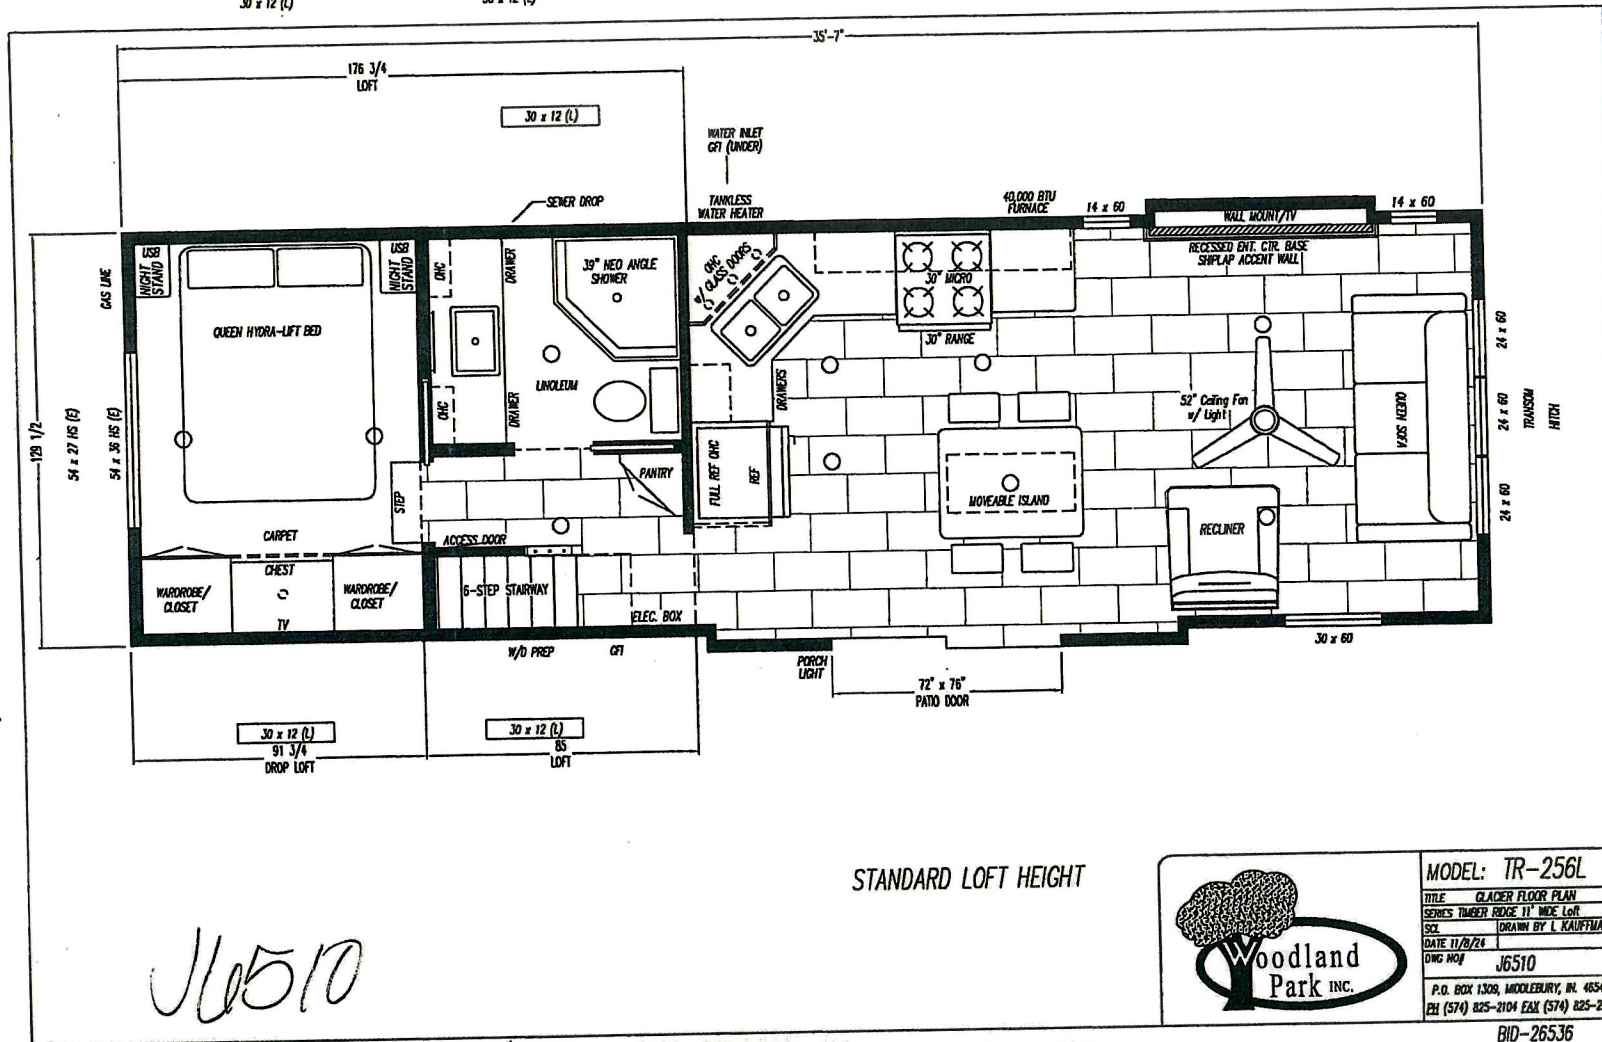 30 x 12 (L)
30 x 12 (L)
35'-7"
176 3/4
LOFT
30 x 12 (L)
WATER INLET
GFI (UNDER)
SEWER DROP
TANKLESS
WATER HEATER
40,000 BTU
FURNACE
14 x 60
WALL MOUNT/TV
14 x 60
RECESSED ENT. CTR. BASE
SHIPLAP ACCENT WALL
GAS LINE
USB
NIGHT
STAND
USB
NIGHT
STAND
OHC
DRAWER
39" NEO ANGLE
SHOWER
OHC
w/ GLASS DOORS
30" MICRO
30" RANGE
QUEEN HYDRA-LIFT BED
LINOLEUM
OHC
DRAWER
DRAWERS
52" Ceiling Fan
w/ Light
QUEEN SOFA
24 x 60
24 x 60
24 x 60
TRANSOM
HITCH
129 1/2
54 x 27 HS (E)
54 x 36 HS (E)
STEP
PANTRY
FULL REF OHC
REF
MOVEABLE ISLAND
RECLINER
CARPET
ACCESS DOOR
CHEST
WARDROBE/
CLOSET
WARDROBE/
CLOSET
TV
6-STEP STAIRWAY
ELEC. BOX
W/D PREP
GFI
PORCH
LIGHT
30 x 60
72" x 76"
PATIO DOOR
30 x 12 (L)
91 3/4
DROP LOFT
30 x 12 (L)
85
LOFT
STANDARD LOFT HEIGHT
J6510
Woodland
Park INC.
MODEL: TR-256L
TITLE GLACIER FLOOR PLAN
SERIES TIMBER RIDGE 11' WIDE Loft
SCL DRAWN BY L KAUFFMA
DATE 11/8/24
DWG NO# J6510
P.O. BOX 1309, MIDDLEBURY, IN. 4654
PH (574) 825-2104 FAX (574) 825-2
BID-26536